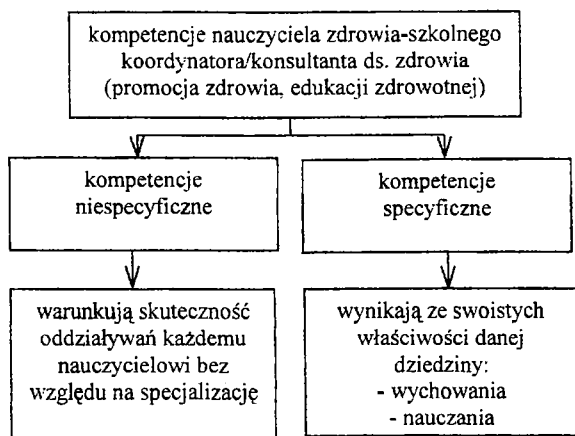 kompetencje nauczyciela zdrowia-szkolnego
koordynatora/konsultanta ds. zdrowia
(promocja zdrowia, edukacji zdrowotnej)
kompetencje
niespecyficzne
kompetencje
specyficzne
warunkują skuteczność
oddziaływań każdemu
nauczycielowi bez
względu na specjalizację
wynikają ze swoistych
właściwości danej
dziedziny:
- wychowania
- nauczania